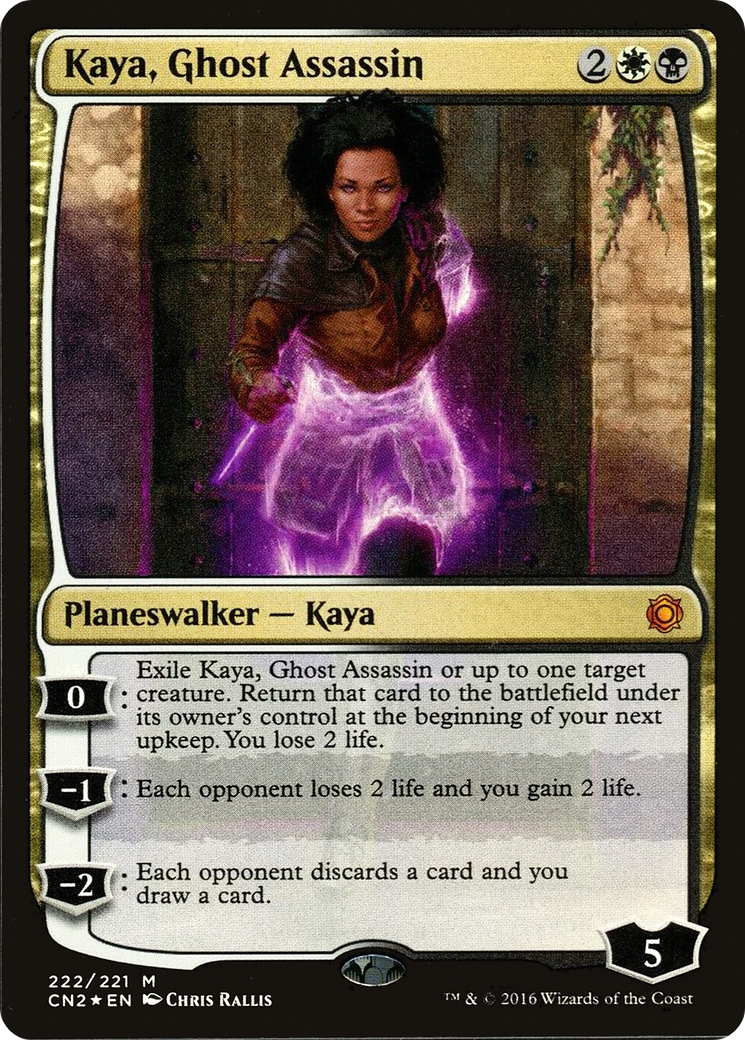 Kaya, Ghost Assassin 2
Planeswalker — Kaya
0 : Exile Kaya, Ghost Assassin or up to one target
creature. Return that card to the battlefield under
its owner's control at the beginning of your next
upkeep. You lose 2 life.
−1 : Each opponent loses 2 life and you gain 2 life.
−2 : Each opponent discards a card and you
draw a card.
5
222/221 M
CN2★EN Chris Rallis
™ & © 2016 Wizards of the Coast